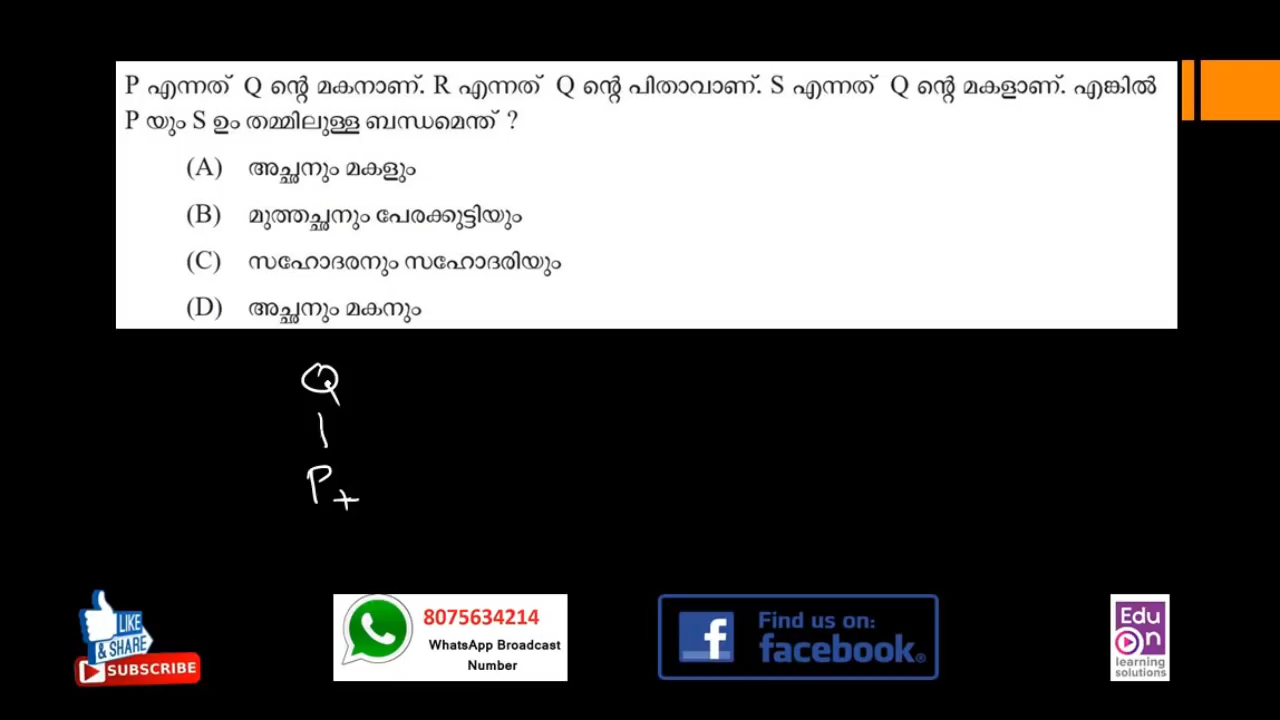 P എന്നത് Q ന്റെ മകനാണ്. R എന്നത് Q ന്റെ പിതാവാണ്. S എന്നത് Q ന്റെ മകളാണ്. എങ്കിൽ
P യും S ഉം തമ്മിലുള്ള ബന്ധമെന്ത് ?
(A) അച്ഛനും മകളും
(B) മുത്തച്ഛനും പേരക്കുട്ടിയും
(C) സഹോദരനും സഹോദരിയും
(D) അച്ഛനും മകനും
Q
|
P+
LIKE
& SHARE
SUBSCRIBE
8075634214
WhatsApp Broadcast
Number
f
Find us on:
facebook®
Edu
On
learning
solutions